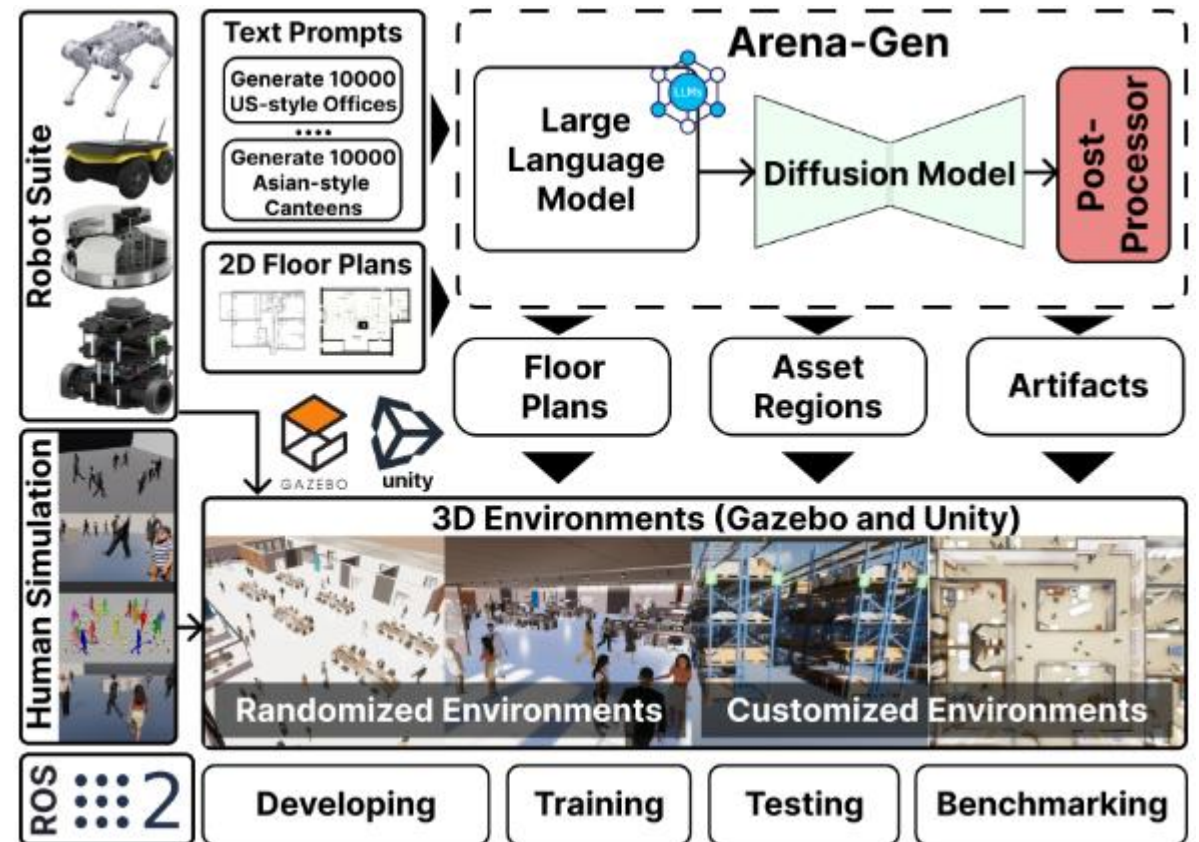 Robot Suite
Text Prompts
Generate 10000
US-style Offices
....
Generate 10000
Asian-style
Canteens
2D Floor Plans
Arena-Gen
Large
Language
Model
LLMs
Diffusion Model
Post-
Processor
Floor
Plans
Asset
Regions
Artifacts
GAZEBO
unity
Human Simulation
3D Environments (Gazebo and Unity)
Randomized Environments
Customized Environments
ROS
2
Developing
Training
Testing
Benchmarking